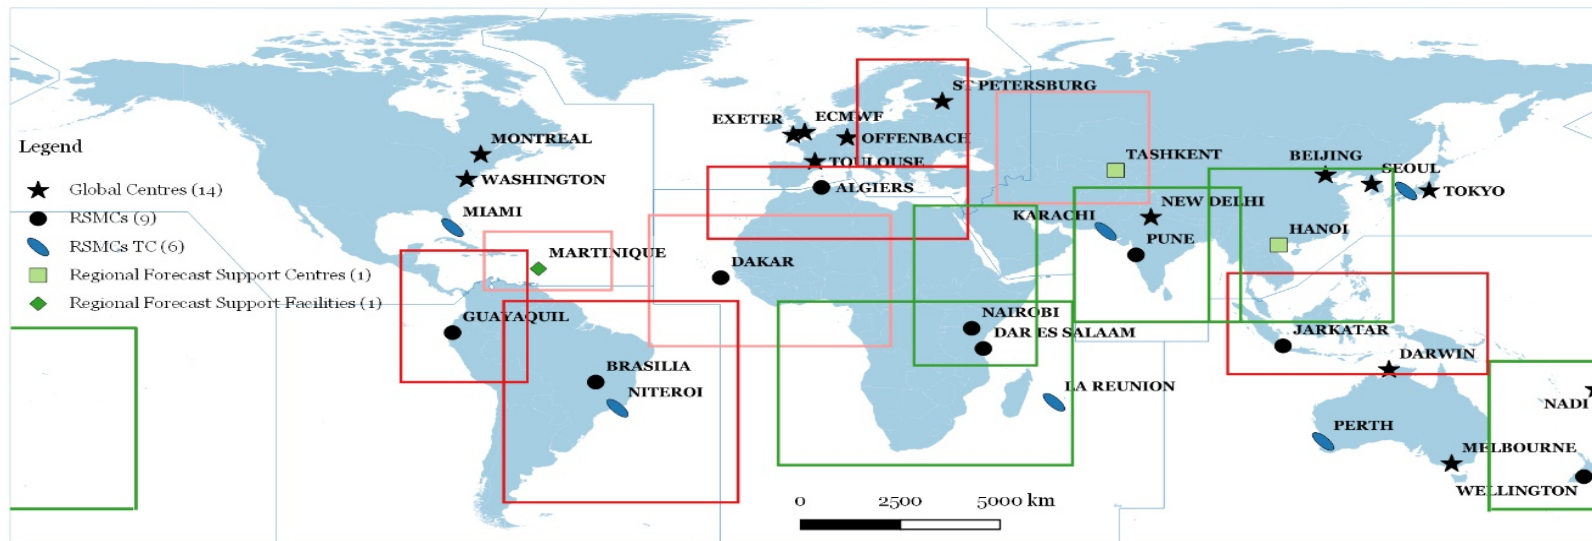 ST PETERSBURG
EXETER
ECMWF
OFFENBACH
MONTREAL
Legend
TOULOUSE
TASHKENT
BEIJING
SEOUL
Global Centres (14)
WASHINGTON
ALGIERS
TOKYO
RSMCs (9)
MIAMI
KARACHI
NEW DELHI
HANOI
PUNE
RSMCs TC (6)
MARTINIQUE
DAKAR
Regional Forecast Support Centres (1)
Regional Forecast Support Facilities (1)
GUAYAQUIL
NAIROBI
DAR ES SALAAM
JARKATAR
DARWIN
BRASILIA
NITEROI
LA REUNION
NADI
PERTH
MELBOURNE
WELLINGTON
0 2500 5000 km